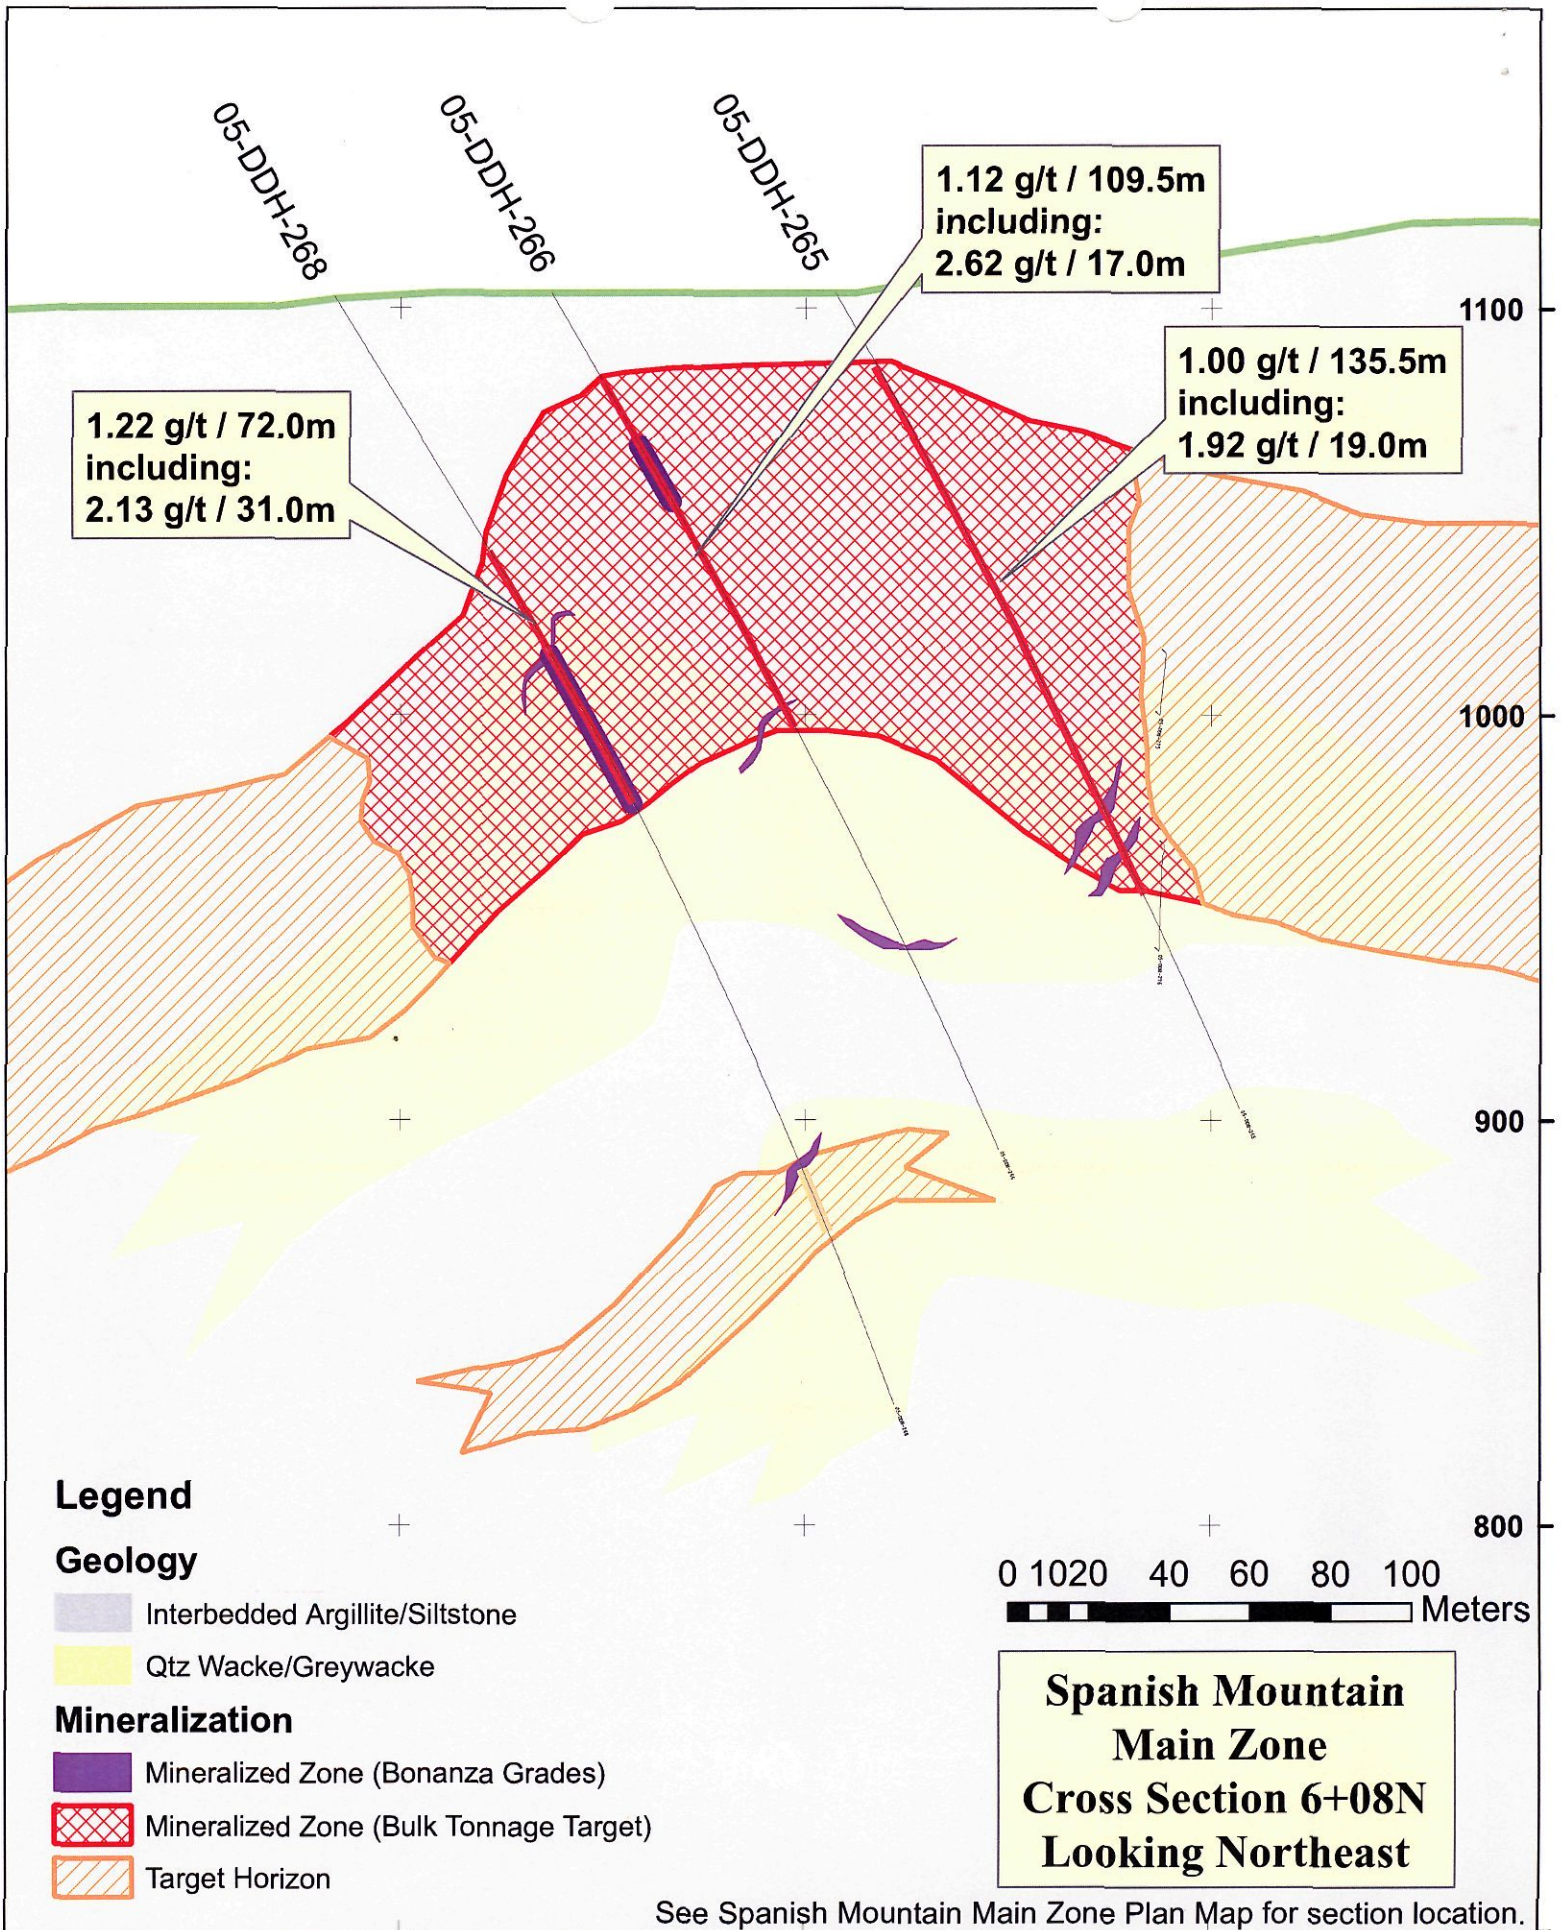 05-DDH-268
05-DDH-266
05-DDH-265
1.12 g/t / 109.5m
including:
2.62 g/t / 17.0m
1100
1.00 g/t / 135.5m
including:
1.92 g/t / 19.0m
1.22 g/t / 72.0m
including:
2.13 g/t / 31.0m
1000
900
800
Legend
Geology
Interbedded Argillite/Siltstone
Qtz Wacke/Greywacke
Mineralization
Mineralized Zone (Bonanza Grades)
Mineralized Zone (Bulk Tonnage Target)
Target Horizon
0 1020 40 60 80 100
Meters
Spanish Mountain
Main Zone
Cross Section 6+08N
Looking Northeast
See Spanish Mountain Main Zone Plan Map for section location.